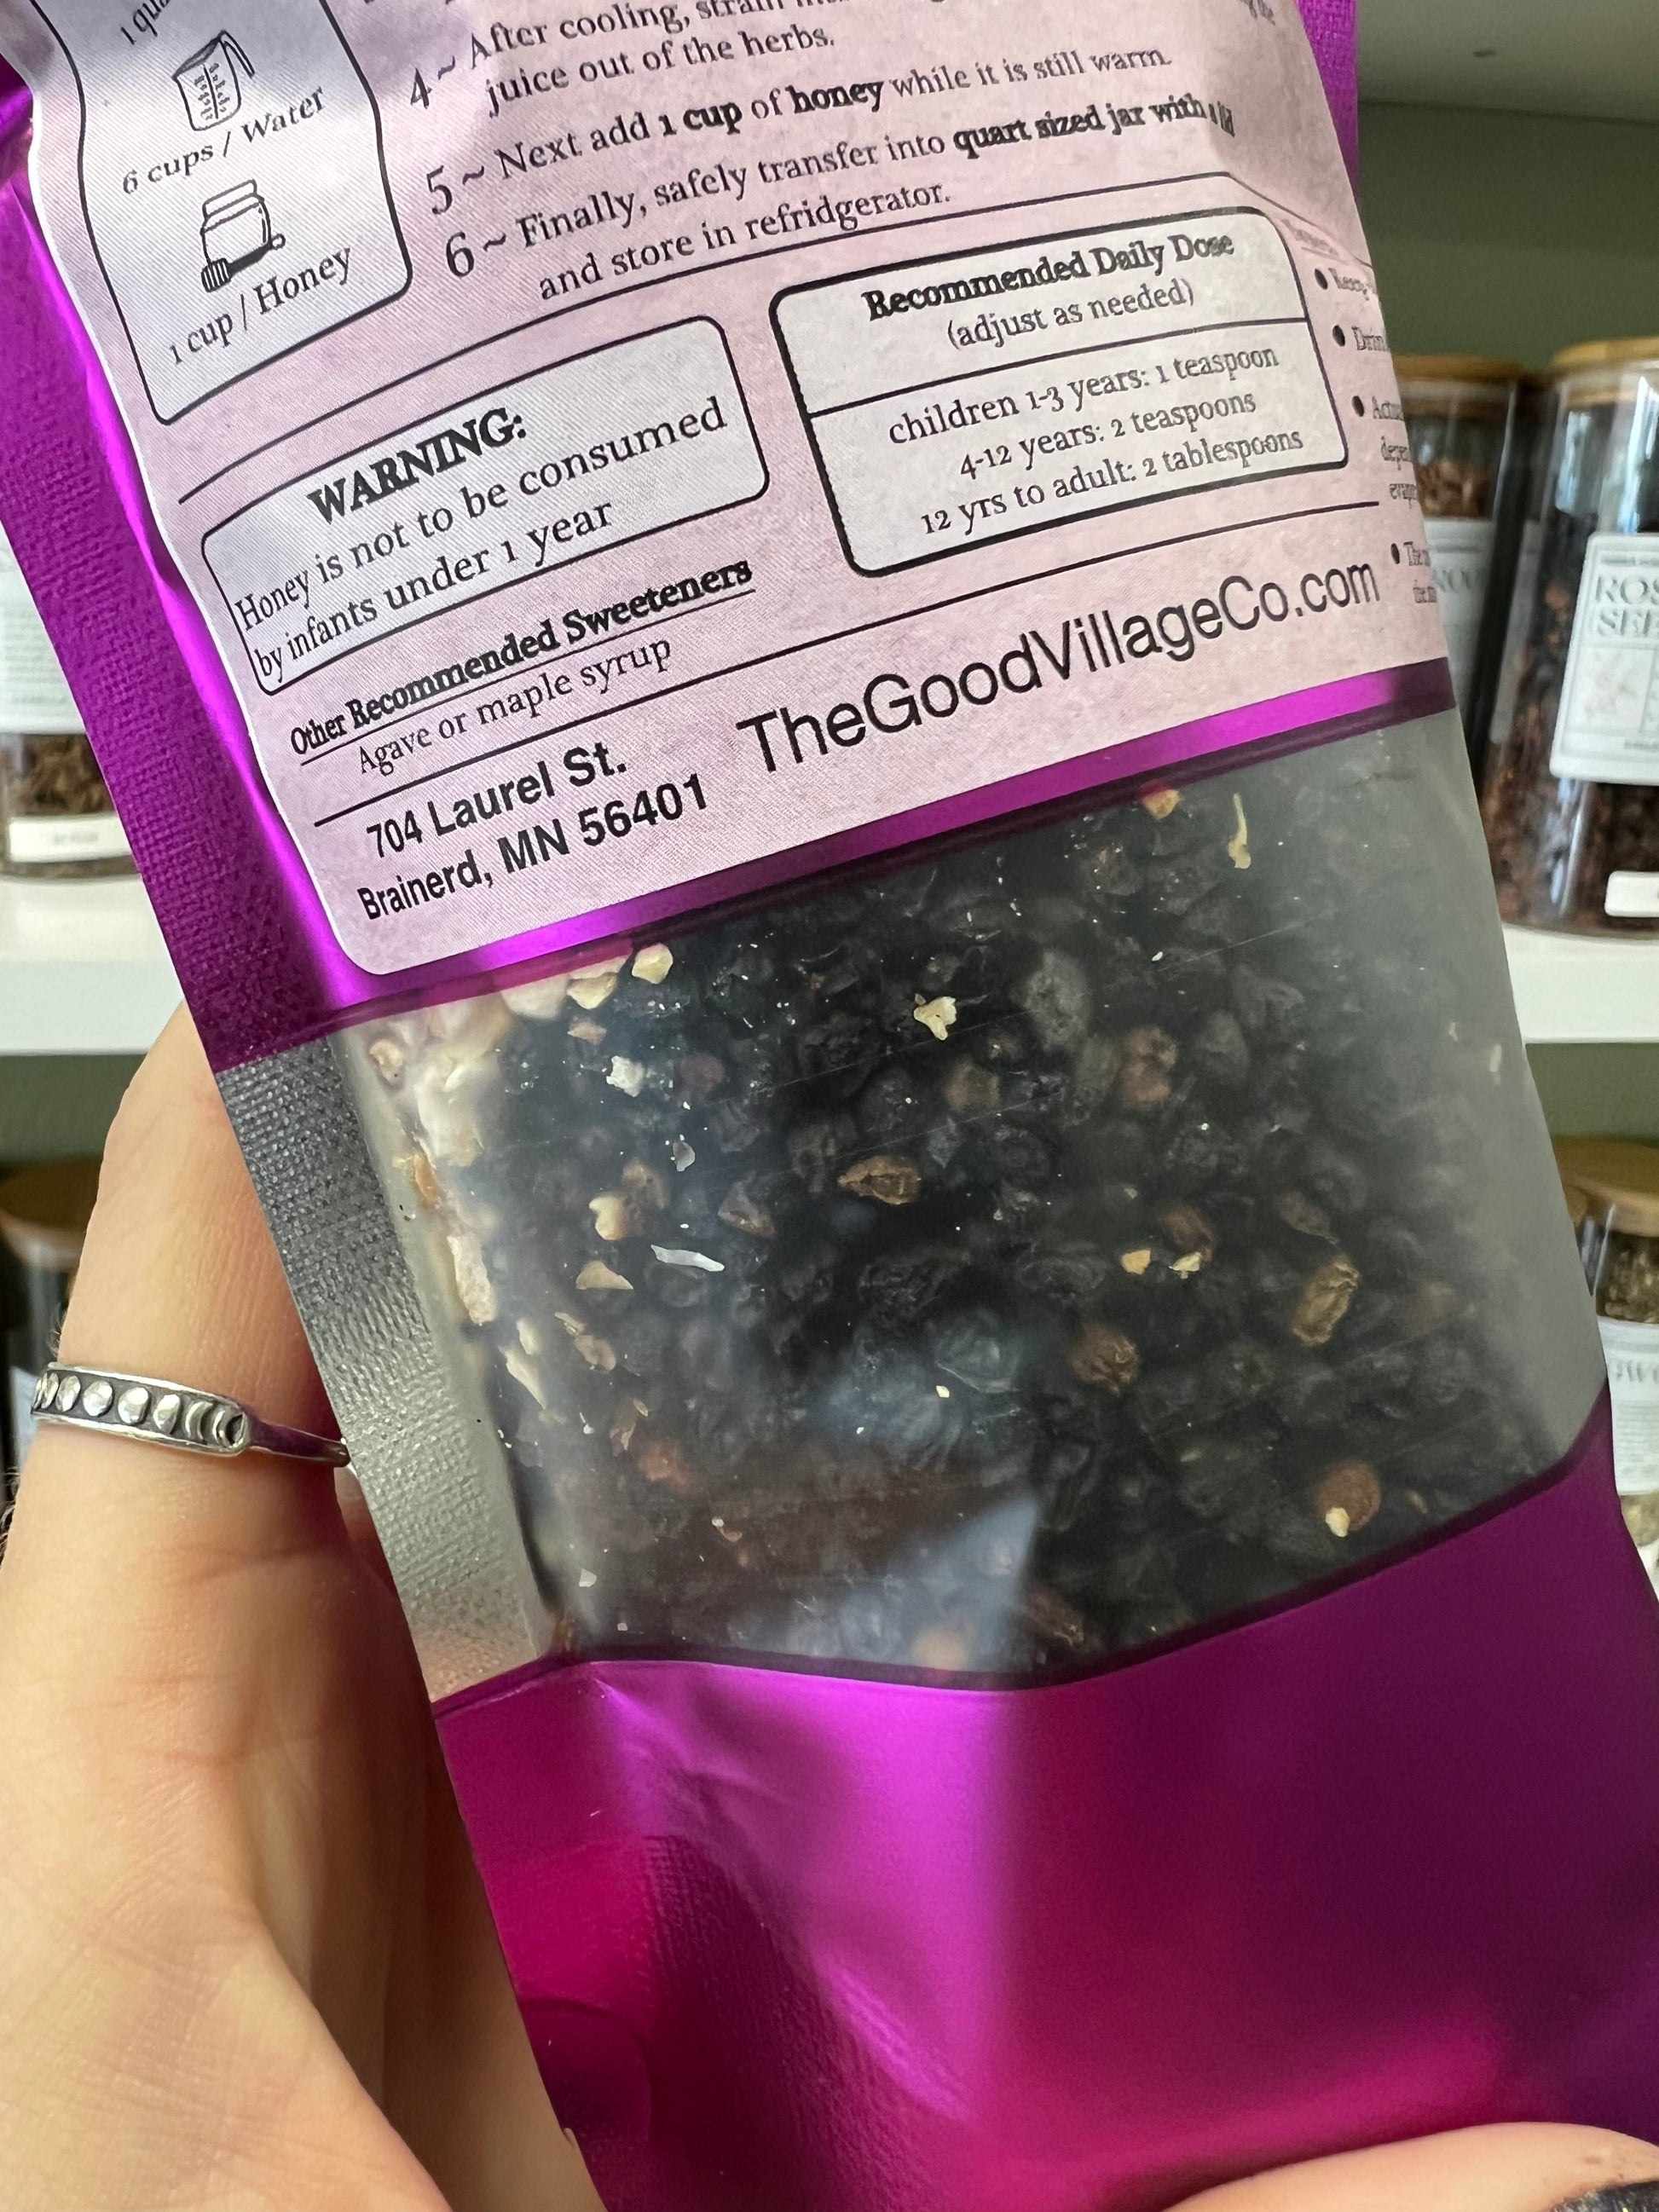 6 cups / Water
1 cup / Honey
4 ~ After cooling, strain
juice out of the herbs.
5 ~ Next add 1 cup of honey while it is still warm.
6 ~ Finally, safely transfer into quart sized jar with
and store in refridgerator.
WARNING:
Honey is not to be consumed
by infants under 1 year
Recommended Daily Dose
(adjust as needed)
children 1-3 years: 1 teaspoon
4-12 years: 2 teaspoons
12 yrs to adult: 2 tablespoons
Other Recommended Sweeteners
Agave or maple syrup
704 Laurel St.
Brainerd, MN 56401
TheGoodVillageCo.com